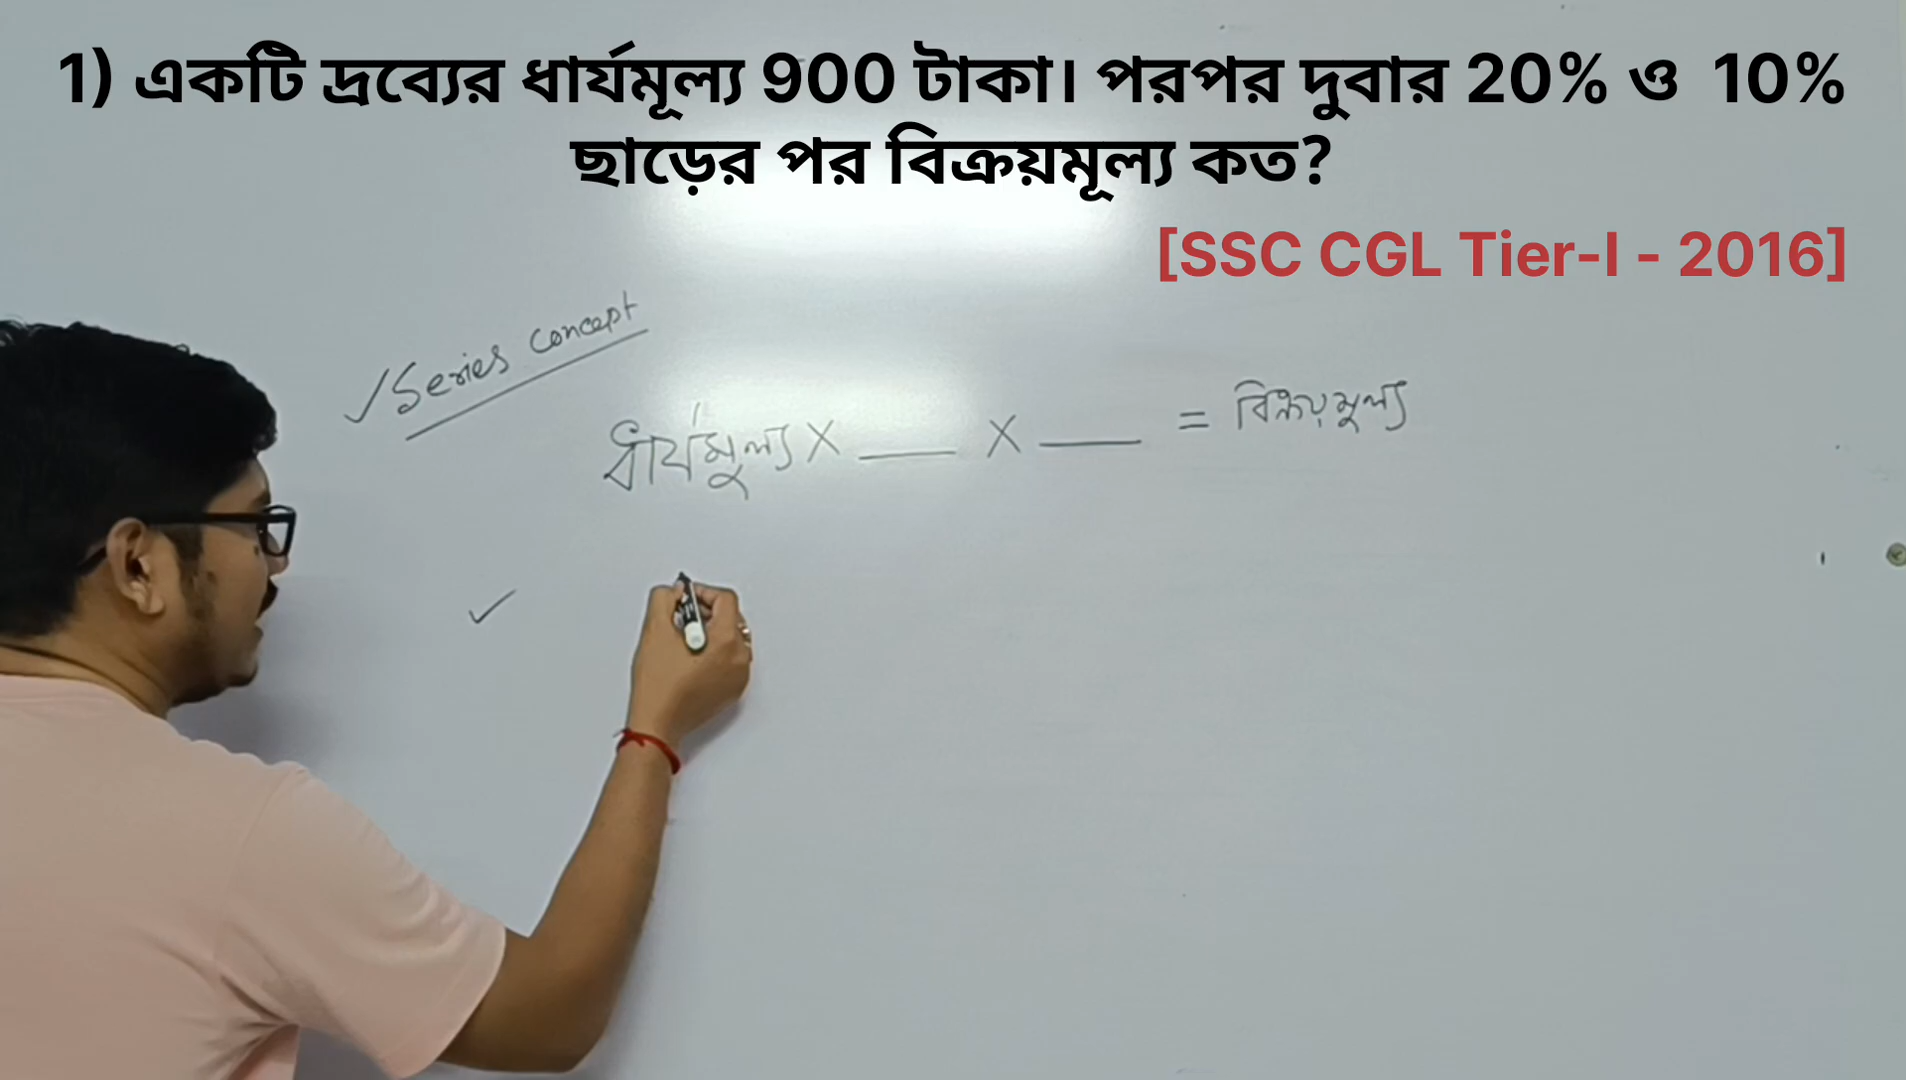 1) একটি দ্রব্যের ধার্যমূল্য 900 টাকা। পরপর দুবার 20% ও 10%
ছাড়ের পর বিক্রয়মূল্য কত?
[SSC CGL Tier-I - 2016]
✓Series concept
ধার্যমূল্য X ___ X ___ = বিক্রয়মূল্য
✓